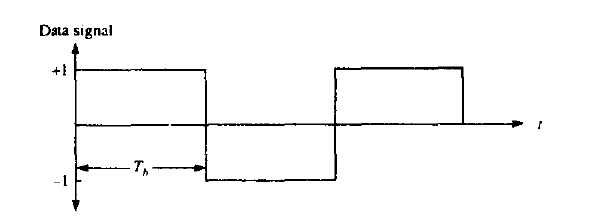 Data signal
+1
t
T_b
−1